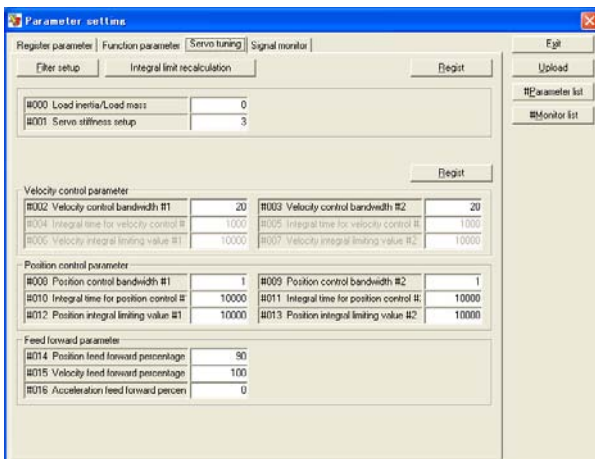 Parameter setting
Register parameter Function parameter Servo tuning Signal monitor
Exit
Filter setup Integral limit recalculation Regist
Upload
#Parameter list
#000 Load inertia/Load mass 0
#Monitor list
#001 Servo stiffness setup 3
Regist
Velocity control parameter
#002 Velocity control bandwidth #1 20 #003 Velocity control bandwidth #2 20
#004 Integral time for velocity control # 1000 #005 Integral time for velocity control #. 1000
#006 Velocity integral limiting value #1 10000 #007 Velocity integral limiting value #2 10000
Position control parameter
#008 Position control bandwidth #1 1 #009 Position control bandwidth #2 1
#010 Integral time for position control #' 10000 #011 Integral time for position control #: 10000
#012 Position integral limiting value #1 10000 #013 Position integral limiting value #2 10000
Feed forward parameter
#014 Position feed forward percentage 90
#015 Velocity feed forward percentage 100
#016 Acceleration feed forward percen 0